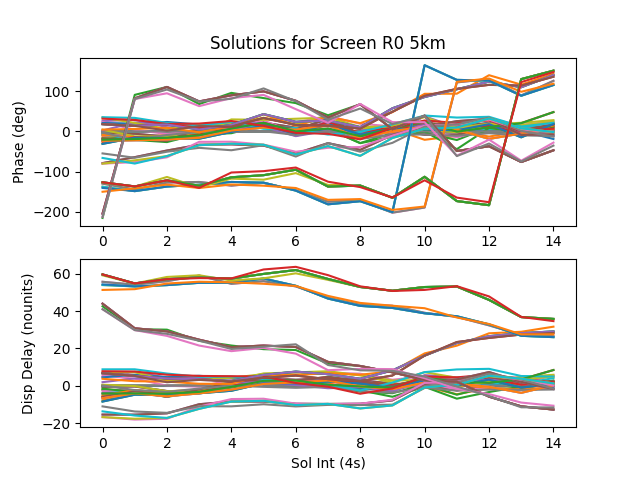 Solutions for Screen R0 5km
Phase (deg)
100
0
−100
−200
0 2 4 6 8 10 12 14
Disp Delay (nounits)
60
40
20
0
−20
0 2 4 6 8 10 12 14
Sol Int (4s)